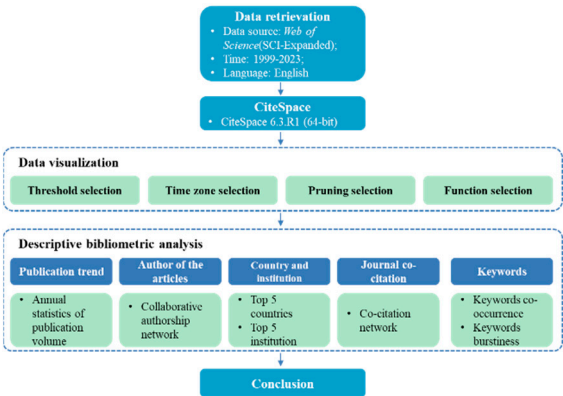 Data retrievation
• Data source: Web of
Science(SCI-Expanded);
• Time: 1999-2023;
• Language: English
CiteSpace
• CiteSpace 6.3.R1 (64-bit)
Data visualization
Threshold selection
Time zone selection
Pruning selection
Function selection
Descriptive bibliometric analysis
Publication trend
Author of the
articles
Country and
institution
Journal co-
citation
Keywords
• Annual
statistics of
publication
volume
• Collaborative
authorship
network
• Top 5
countries
• Top 5
institution
• Co-citation
network
• Keywords co-
occurrence
• Keywords
burstiness
Conclusion